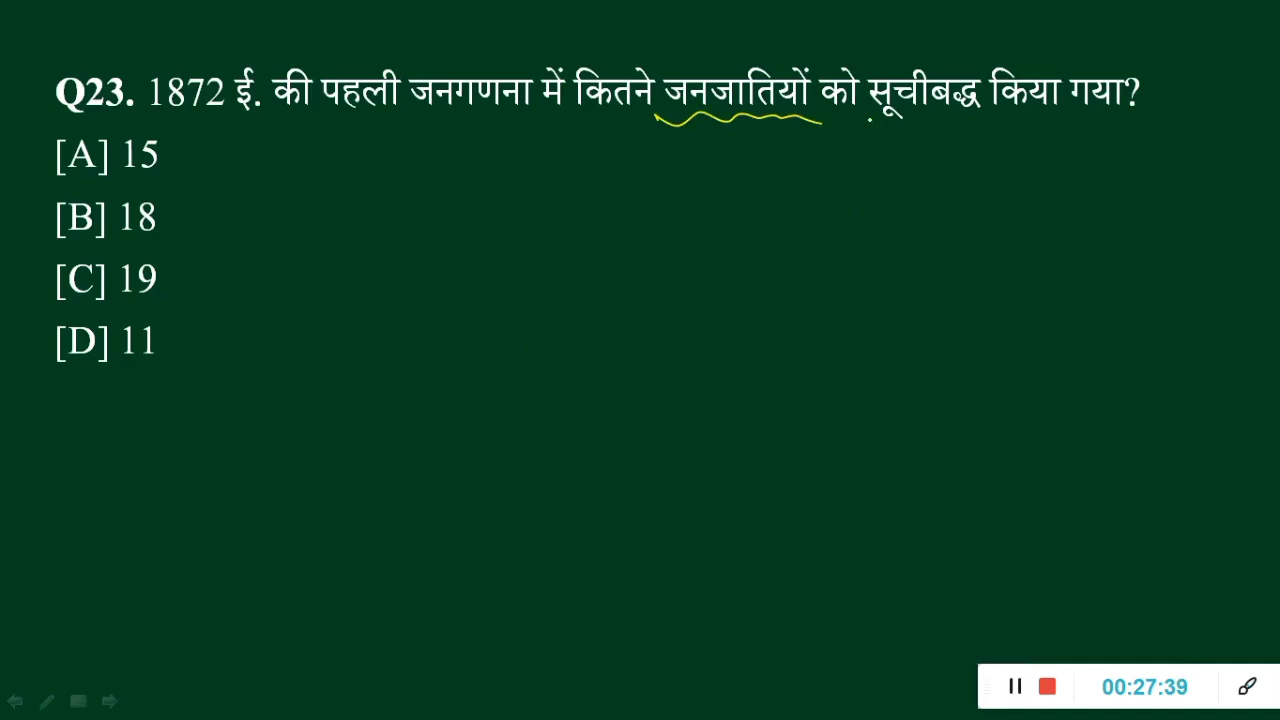 Q23. 1872 ई. की पहली जनगणना में कितने जनजातियों को सूचीबद्ध किया गया?
[A] 15
[B] 18
[C] 19
[D] 11
00:27:39